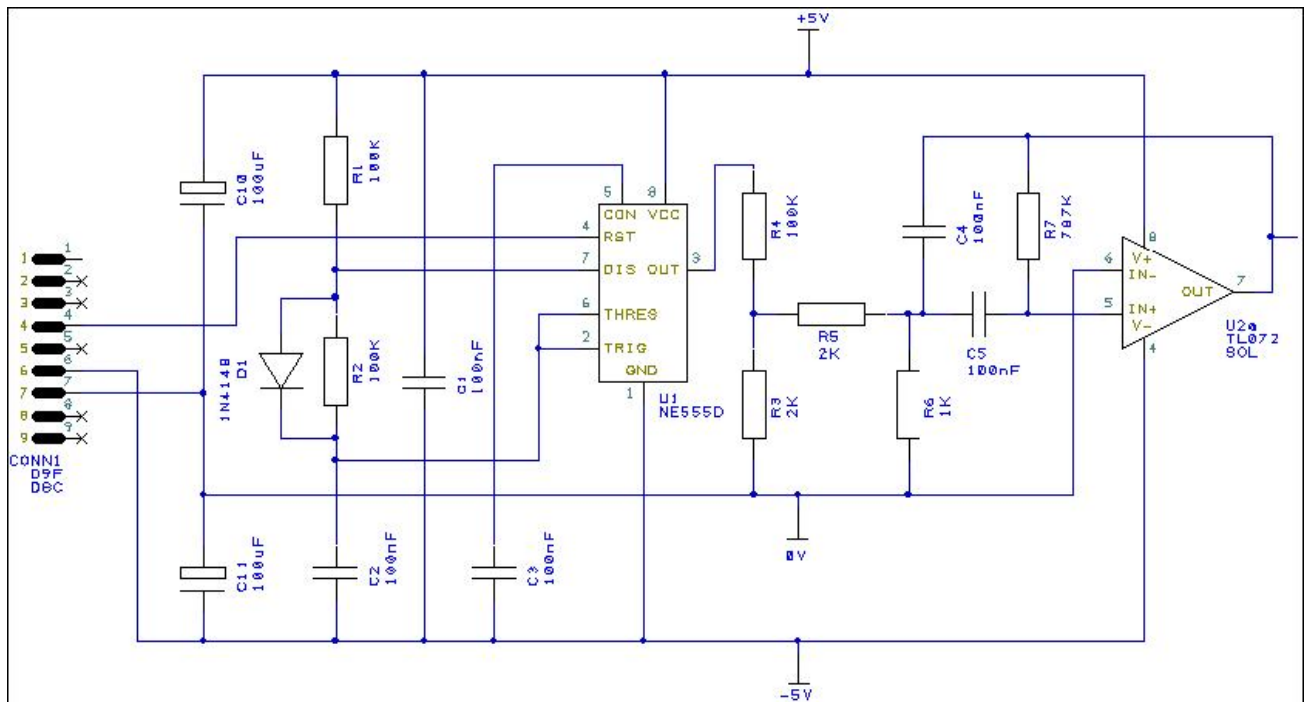 +5V
C10
100uF
R1
100K
5
8
CON VCC
4
RST
7
DIS OUT
3
6
THRES
2
TRIG
GND
1
U1
NE555D
R4
100K
C4
100nF
R7
787K
8
6
V+
IN-
OUT
7
5
IN+
V-
4
U2a
TL072
SOL
1
1
2
2
3
3
4
4
5
5
6
6
7
7
8
8
9
9
CONN1
D9F
DSC
1N4148
D1
R2
100K
C1
100nF
R5
2K
C5
100nF
R3
2K
R6
1K
0V
C11
100uF
C2
100nF
C3
100nF
-5V